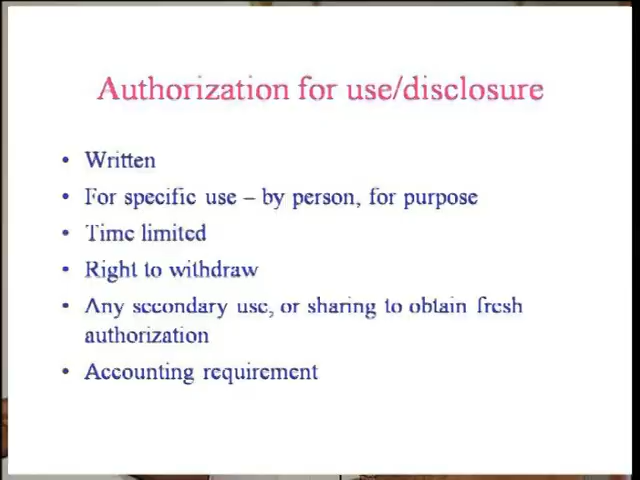 Authorization for use/disclosure
• Written
• For specific use – by person, for purpose
• Time limited
• Right to withdraw
• Any secondary use, or sharing to obtain fresh
authorization
• Accounting requirement